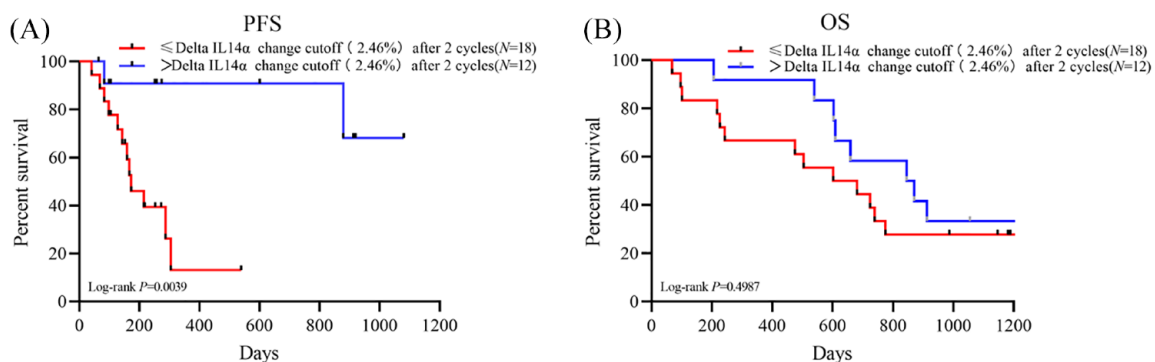 (A)
PFS
≤Delta IL14α change cutoff ( 2.46%) after 2 cycles(N=18)
>Delta IL14α change cutoff ( 2.46%) after 2 cycles(N=12)
100
80
60
40
20
0
Percent survival
Log-rank P=0.0039
0 200 400 600 800 1000 1200
Days
(B)
OS
≤Delta IL14α change cutoff ( 2.46%) after 2 cycles(N=18)
> Delta IL14α change cutoff ( 2.46%) after 2 cycles(N=12)
100
80
60
40
20
0
Percent survival
Log-rank P=0.4987
0 200 400 600 800 1000 1200
Days